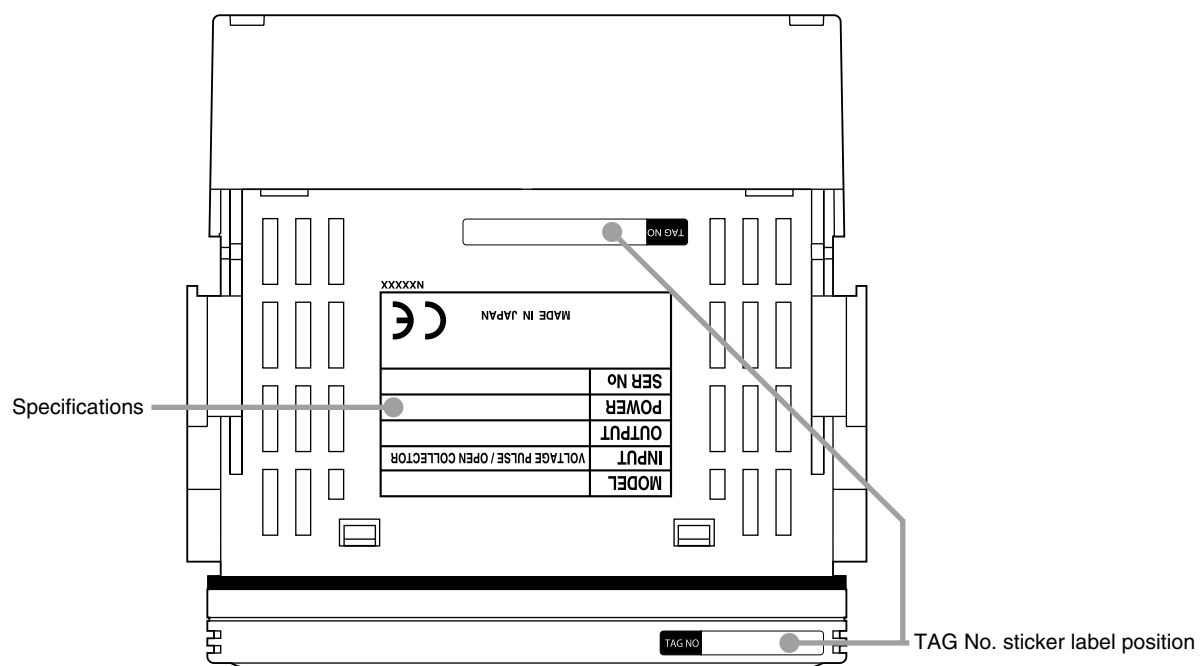 TAG NO
NXXXXX
CE MADE IN JAPAN
SER No
POWER
OUTPUT
INPUT VOLTAGE PULSE / OPEN COLLECTOR
MODEL
Specifications
TAG NO
TAG No. sticker label position